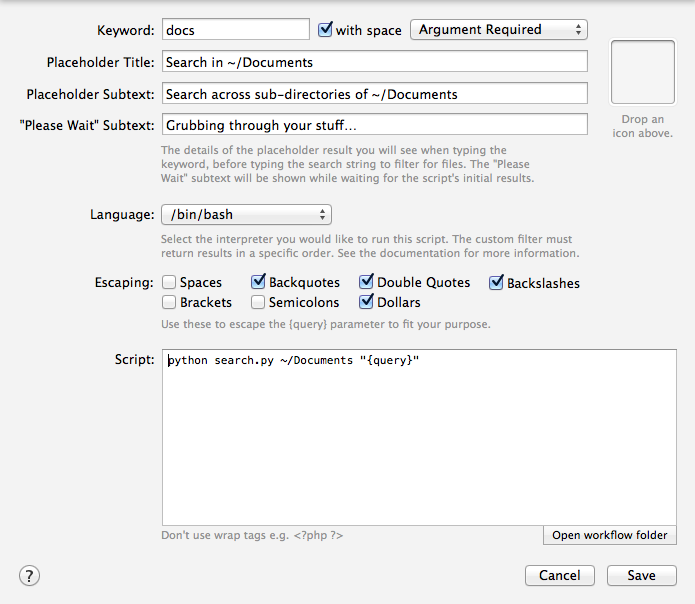 Keyword: docs with space Argument Required
Placeholder Title: Search in ~/Documents
Placeholder Subtext: Search across sub-directories of ~/Documents
"Please Wait" Subtext: Grubbing through your stuff...
Drop an
icon above.
The details of the placeholder result you will see when typing the
keyword, before typing the search string to filter for files. The "Please
Wait" subtext will be shown while waiting for the script's initial results.
Language: /bin/bash
Select the interpreter you would like to run this script. The custom filter must
return results in a specific order. See the documentation for more information.
Escaping: Spaces Backquotes Double Quotes Backslashes
Brackets Semicolons Dollars
Use these to escape the {query} parameter to fit your purpose.
Script: python search.py ~/Documents "{query}"
Don't use wrap tags e.g. <?php ?> Open workflow folder
? Cancel Save